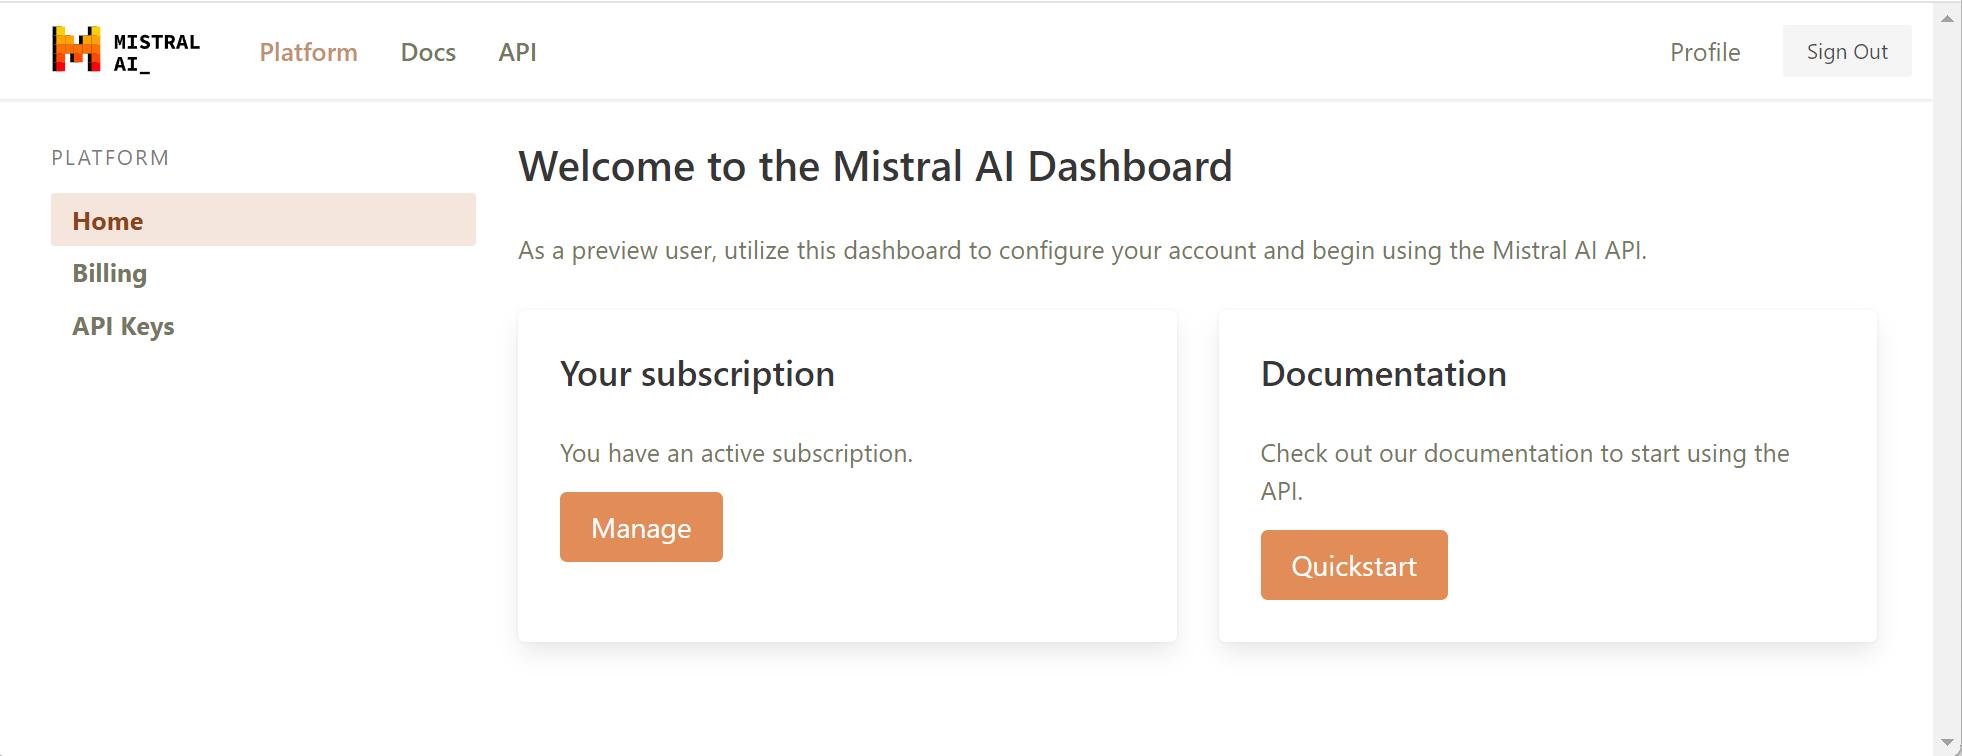 MISTRAL
AI_
Platform
Docs
API
Profile
Sign Out
PLATFORM
Home
Billing
API Keys
Welcome to the Mistral AI Dashboard
As a preview user, utilize this dashboard to configure your account and begin using the Mistral AI API.
Your subscription
You have an active subscription.
Manage
Documentation
Check out our documentation to start using the
API.
Quickstart